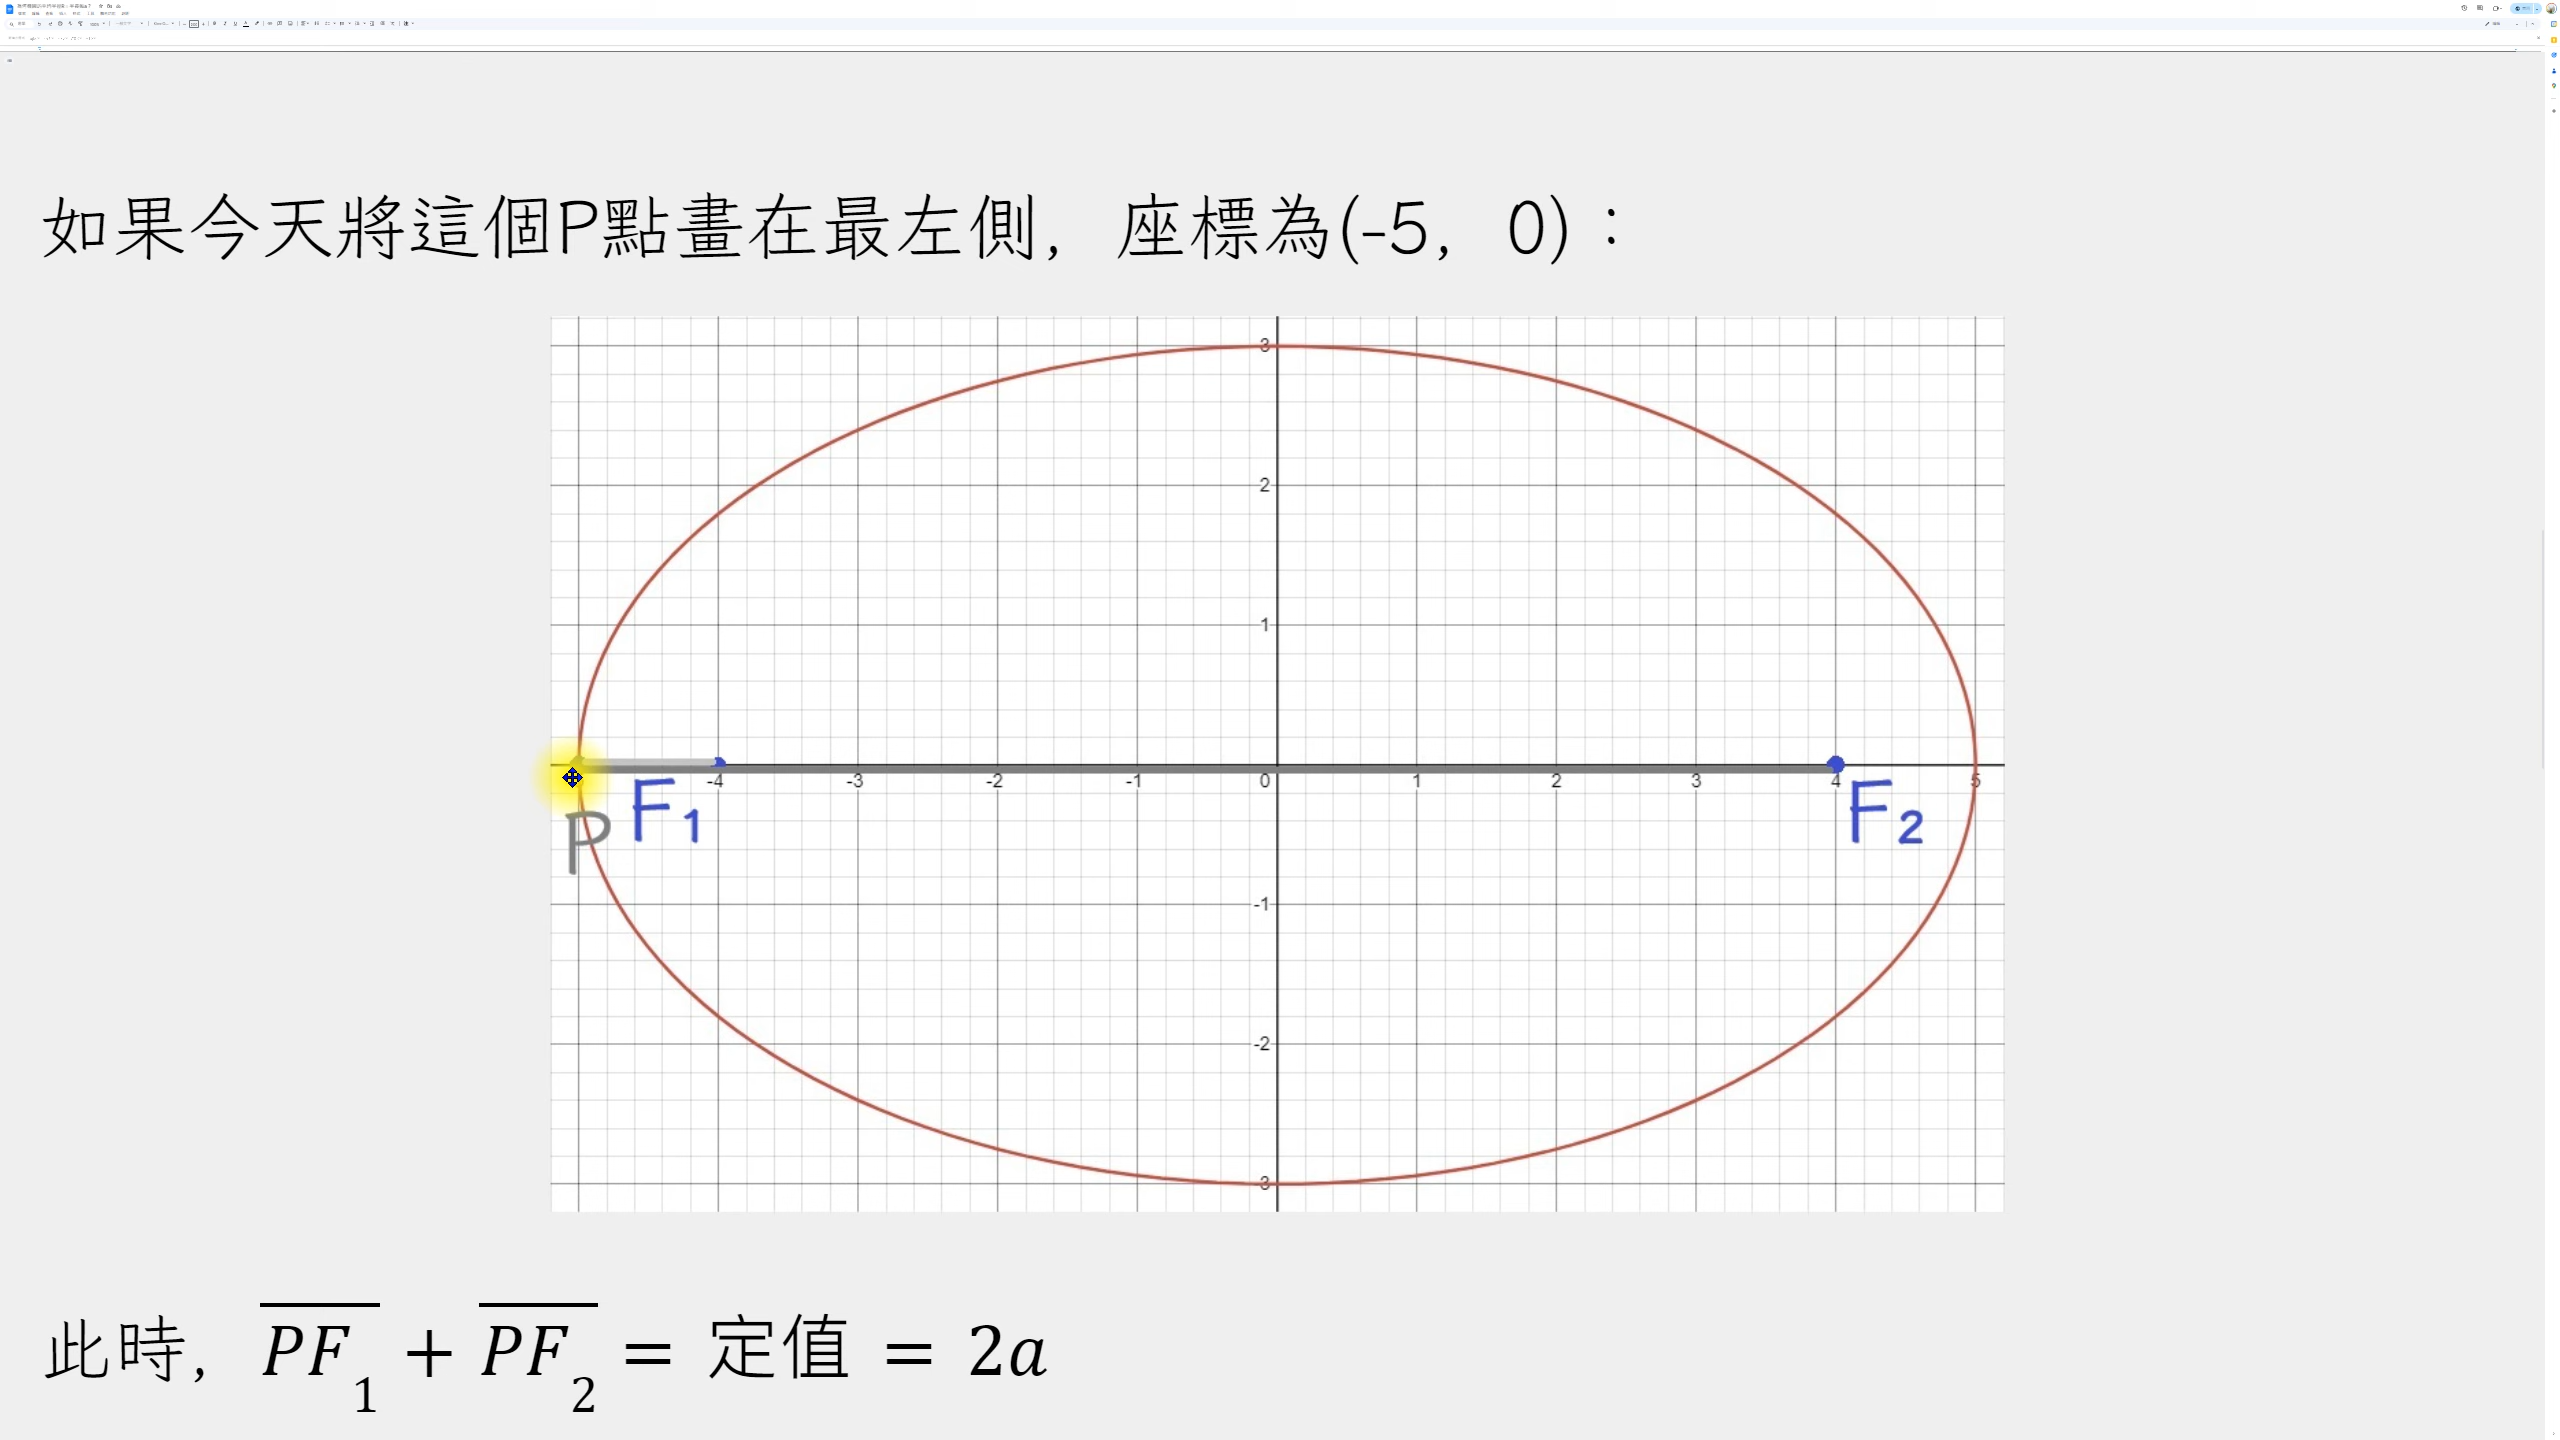 如果今天將這個P點畫在最左側，座標為(-5，0)：
3
2
1
-4 -3 -2 -1 0 1 2 3 4 5
P F₁ F₂
-1
-2
-3
此時，PF₁ + PF₂ = 定值 = 2a